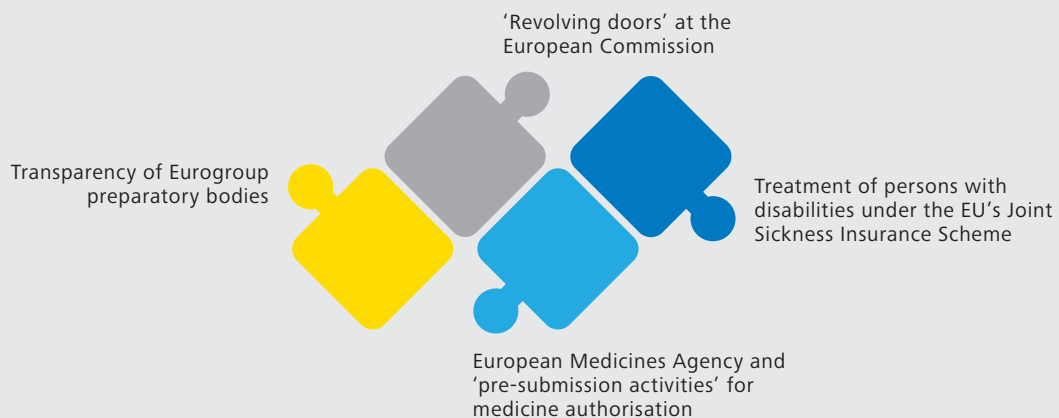 ‘Revolving doors’ at the
European Commission
Transparency of Eurogroup
preparatory bodies
Treatment of persons with
disabilities under the EU’s Joint
Sickness Insurance Scheme
European Medicines Agency and
‘pre-submission activities’ for
medicine authorisation